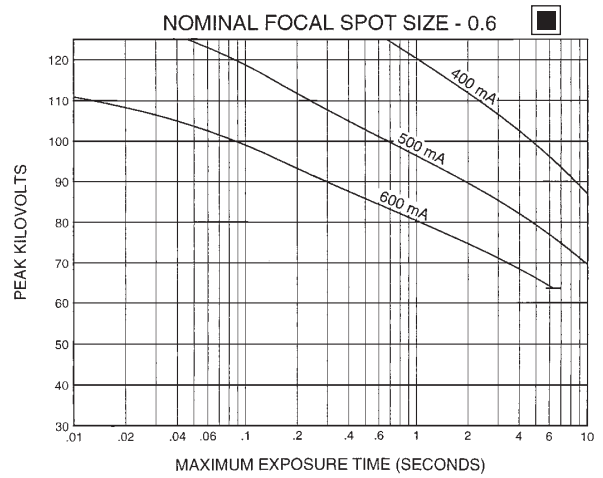 NOMINAL FOCAL SPOT SIZE - 0.6
120
110
100
90
80
70
60
50
40
30
PEAK KILOVOLTS
400 mA
500 mA
600 mA
.01 .02 .04 .06 .1 .2 .4 .6 1 2 4 6 10
MAXIMUM EXPOSURE TIME (SECONDS)